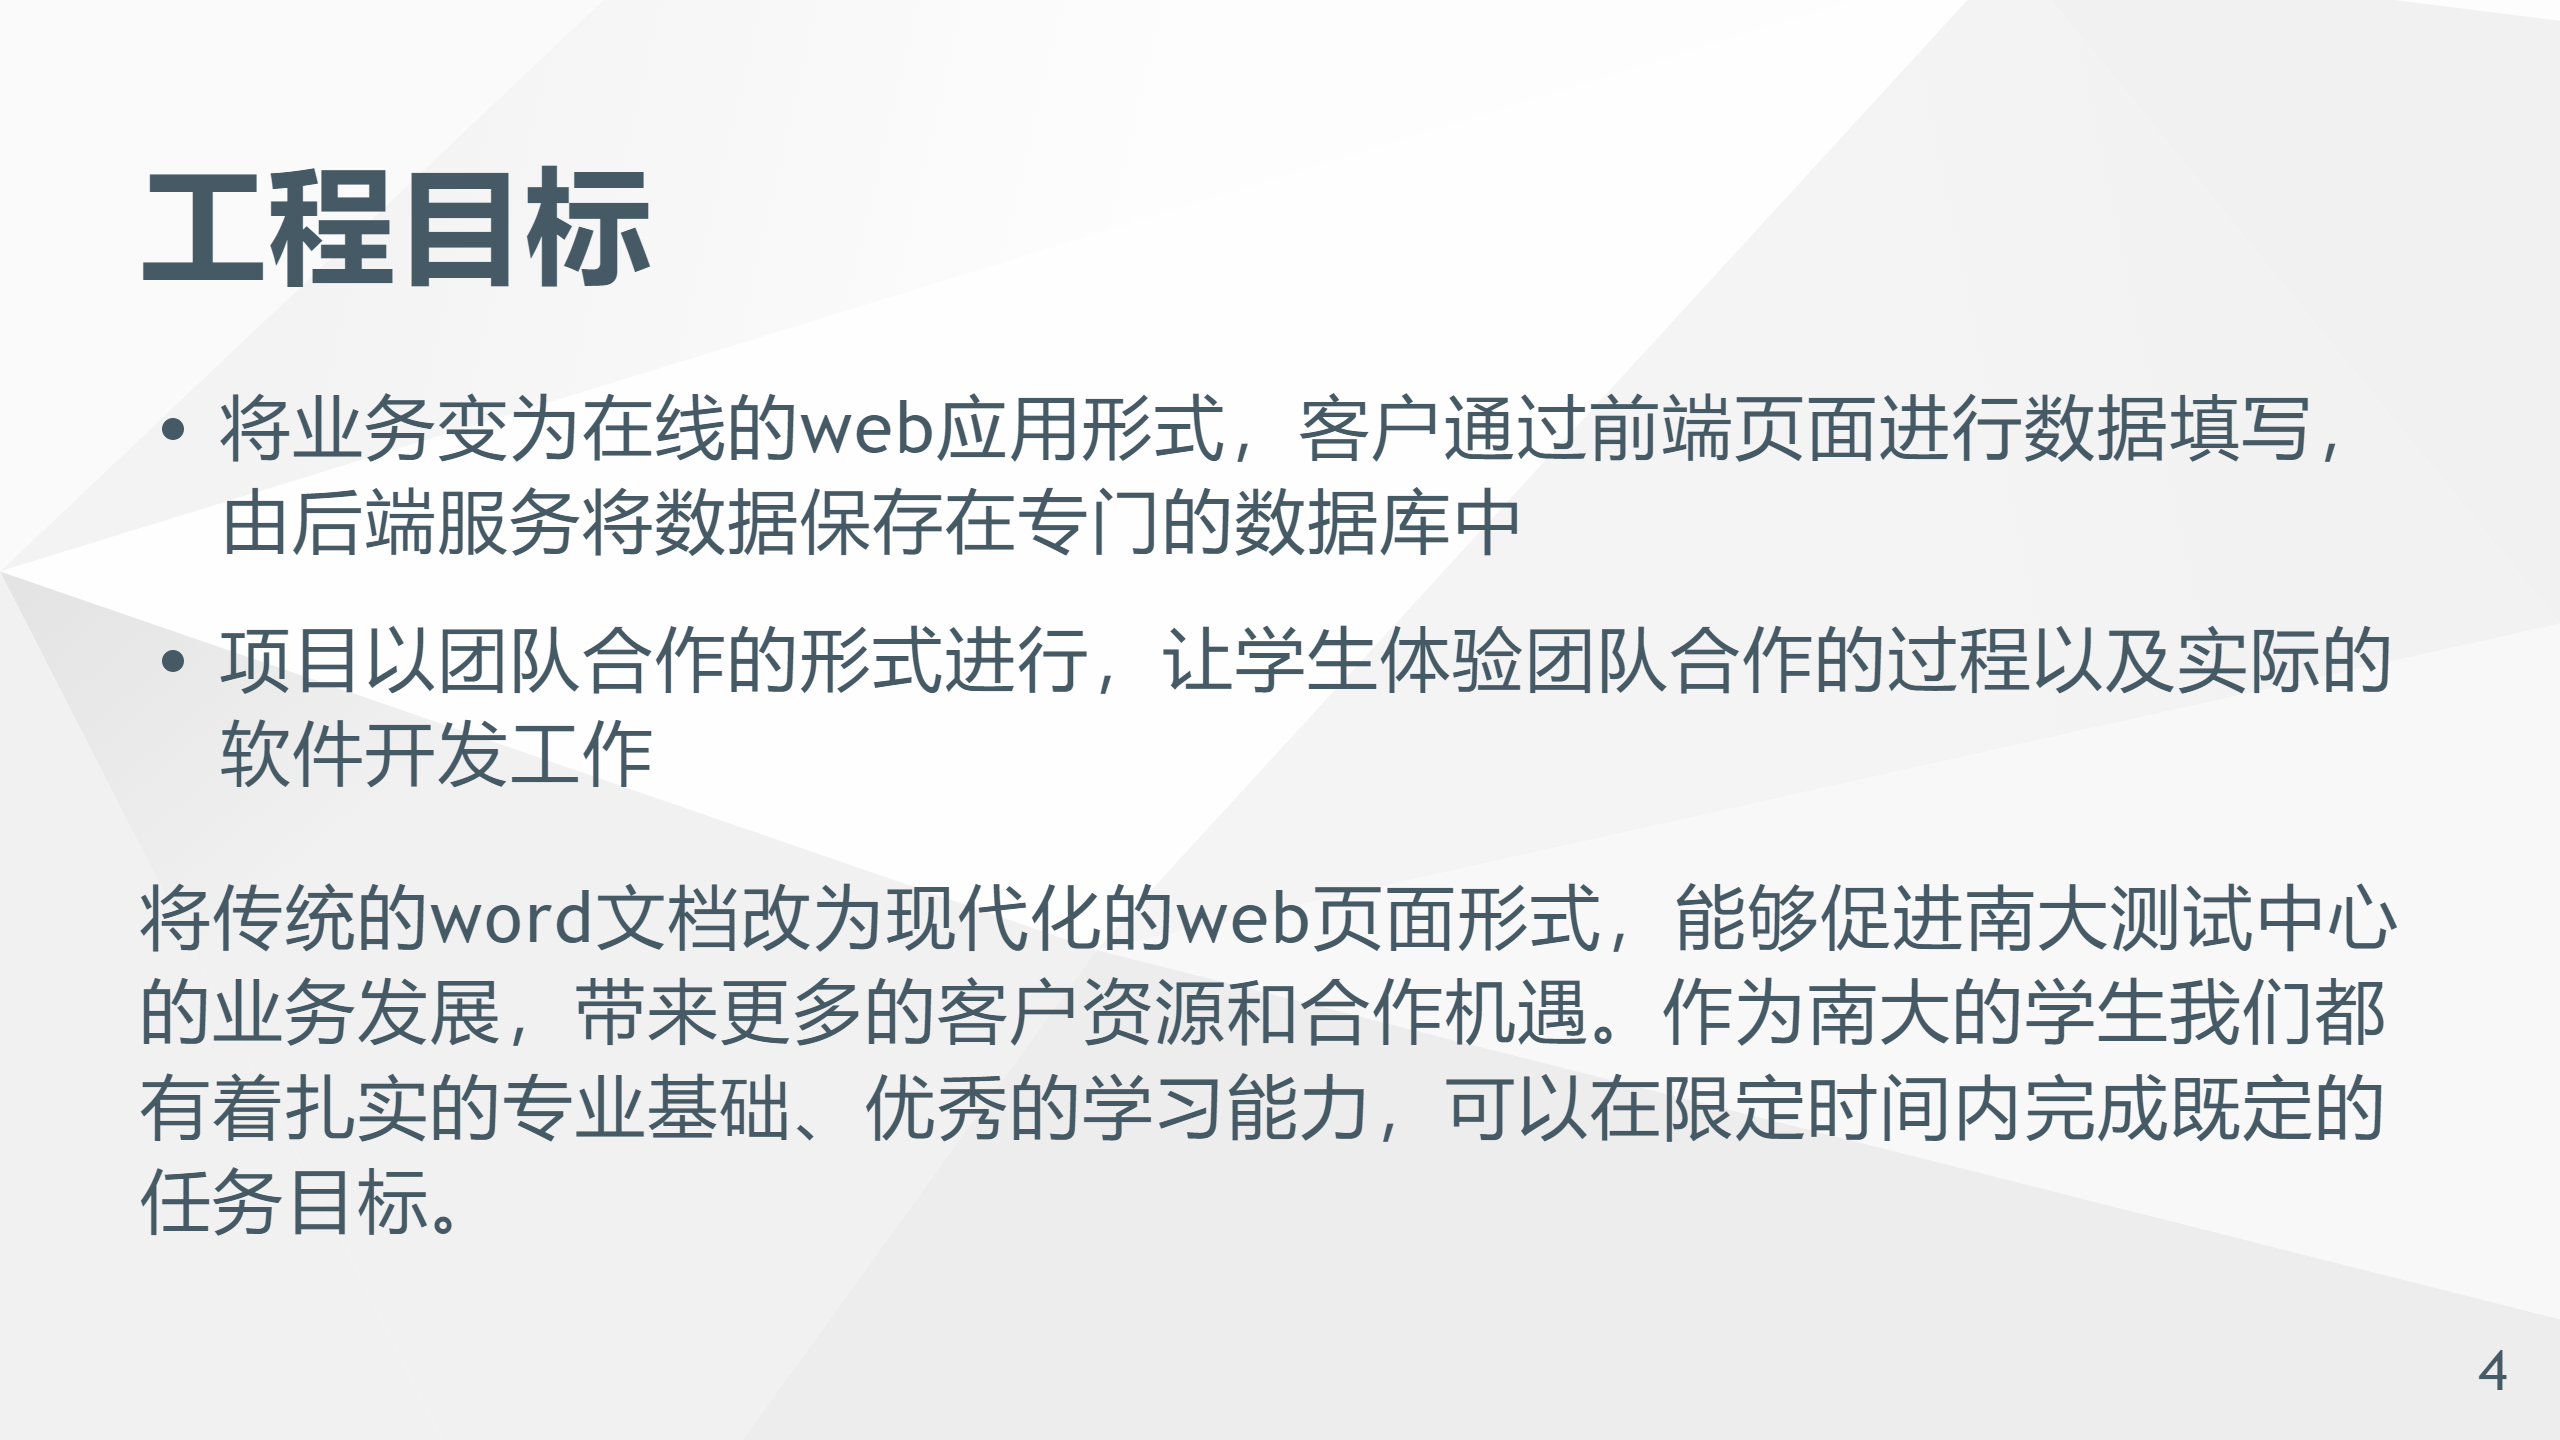 工程目标
• 将业务变为在线的web应用形式，客户通过前端页面进行数据填写，
由后端服务将数据保存在专门的数据库中
• 项目以团队合作的形式进行，让学生体验团队合作的过程以及实际的
软件开发工作
将传统的word文档改为现代化的web页面形式，能够促进南大测试中心
的业务发展，带来更多的客户资源和合作机遇。作为南大的学生我们都
有着扎实的专业基础、优秀的学习能力，可以在限定时间内完成既定的
任务目标。
4